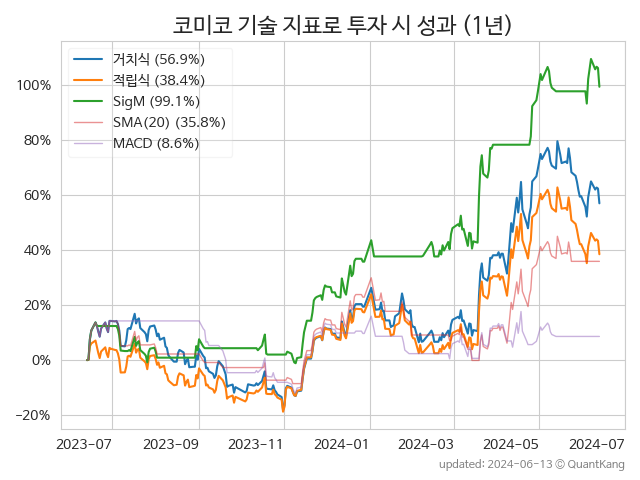 코미코 기술 지표로 투자 시 성과 (1년)
거치식 (56.9%)
적립식 (38.4%)
SigM (99.1%)
SMA(20) (35.8%)
MACD (8.6%)
100%
80%
60%
40%
20%
0%
−20%
2023-07 2023-09 2023-11 2024-01 2024-03 2024-05 2024-07
updated: 2024-06-13 ⓒ QuantKang